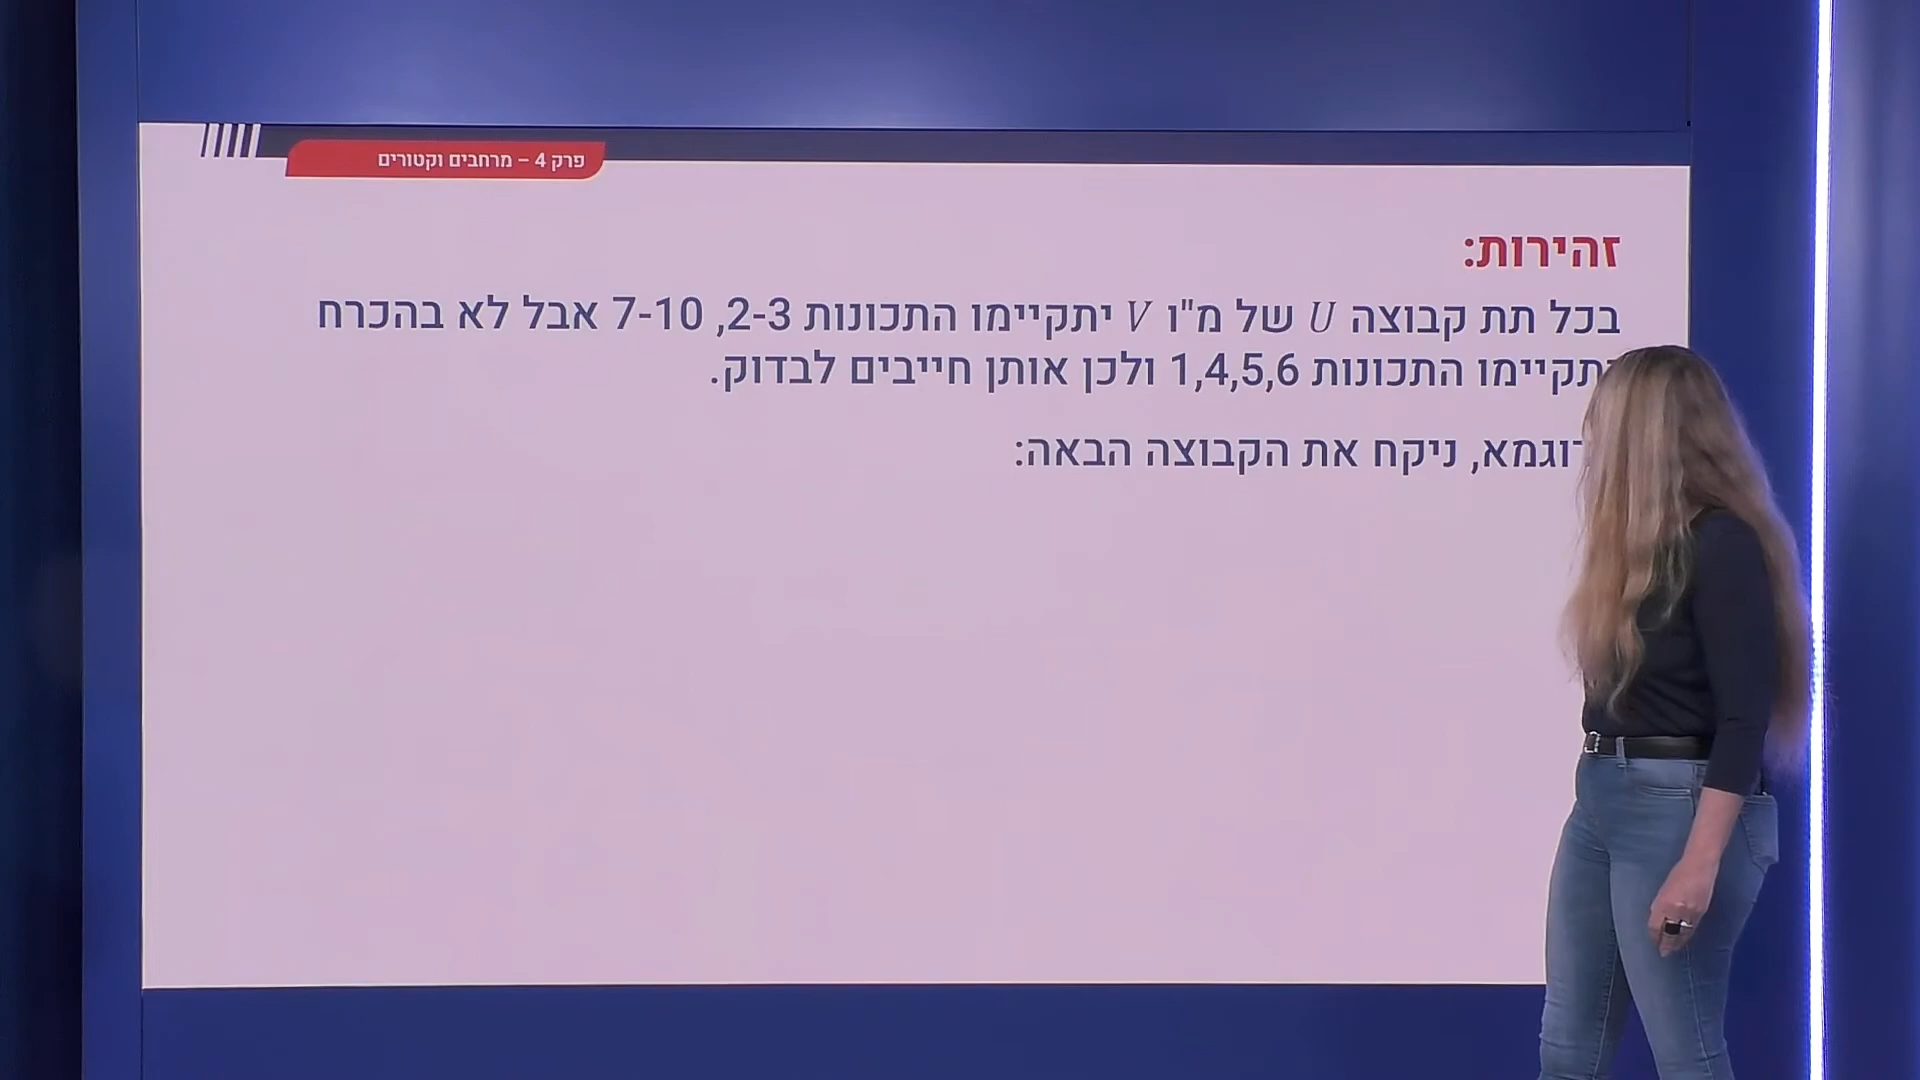 פרק 4 – מרחבים וקטורים
זהירות:
בכל תת קבוצה U של מ"ו V יתקיימו התכונות 2-3, 7-10 אבל לא בהכרח
יתקיימו התכונות 1,4,5,6 ולכן אותן חייבים לבדוק.
ניקח את הקבוצה הבאה: